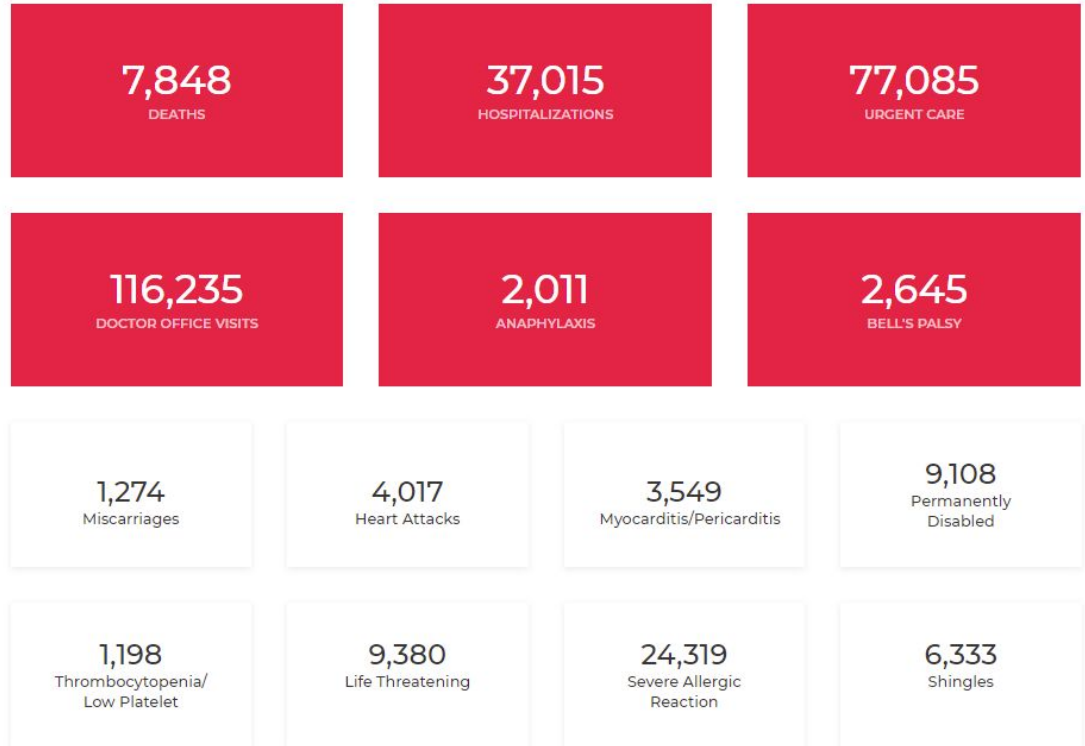 7,848
DEATHS
37,015
HOSPITALIZATIONS
77,085
URGENT CARE
116,235
DOCTOR OFFICE VISITS
2,011
ANAPHYLAXIS
2,645
BELL'S PALSY
1,274
Miscarriages
4,017
Heart Attacks
3,549
Myocarditis/Pericarditis
9,108
Permanently
Disabled
1,198
Thrombocytopenia/
Low Platelet
9,380
Life Threatening
24,319
Severe Allergic
Reaction
6,333
Shingles